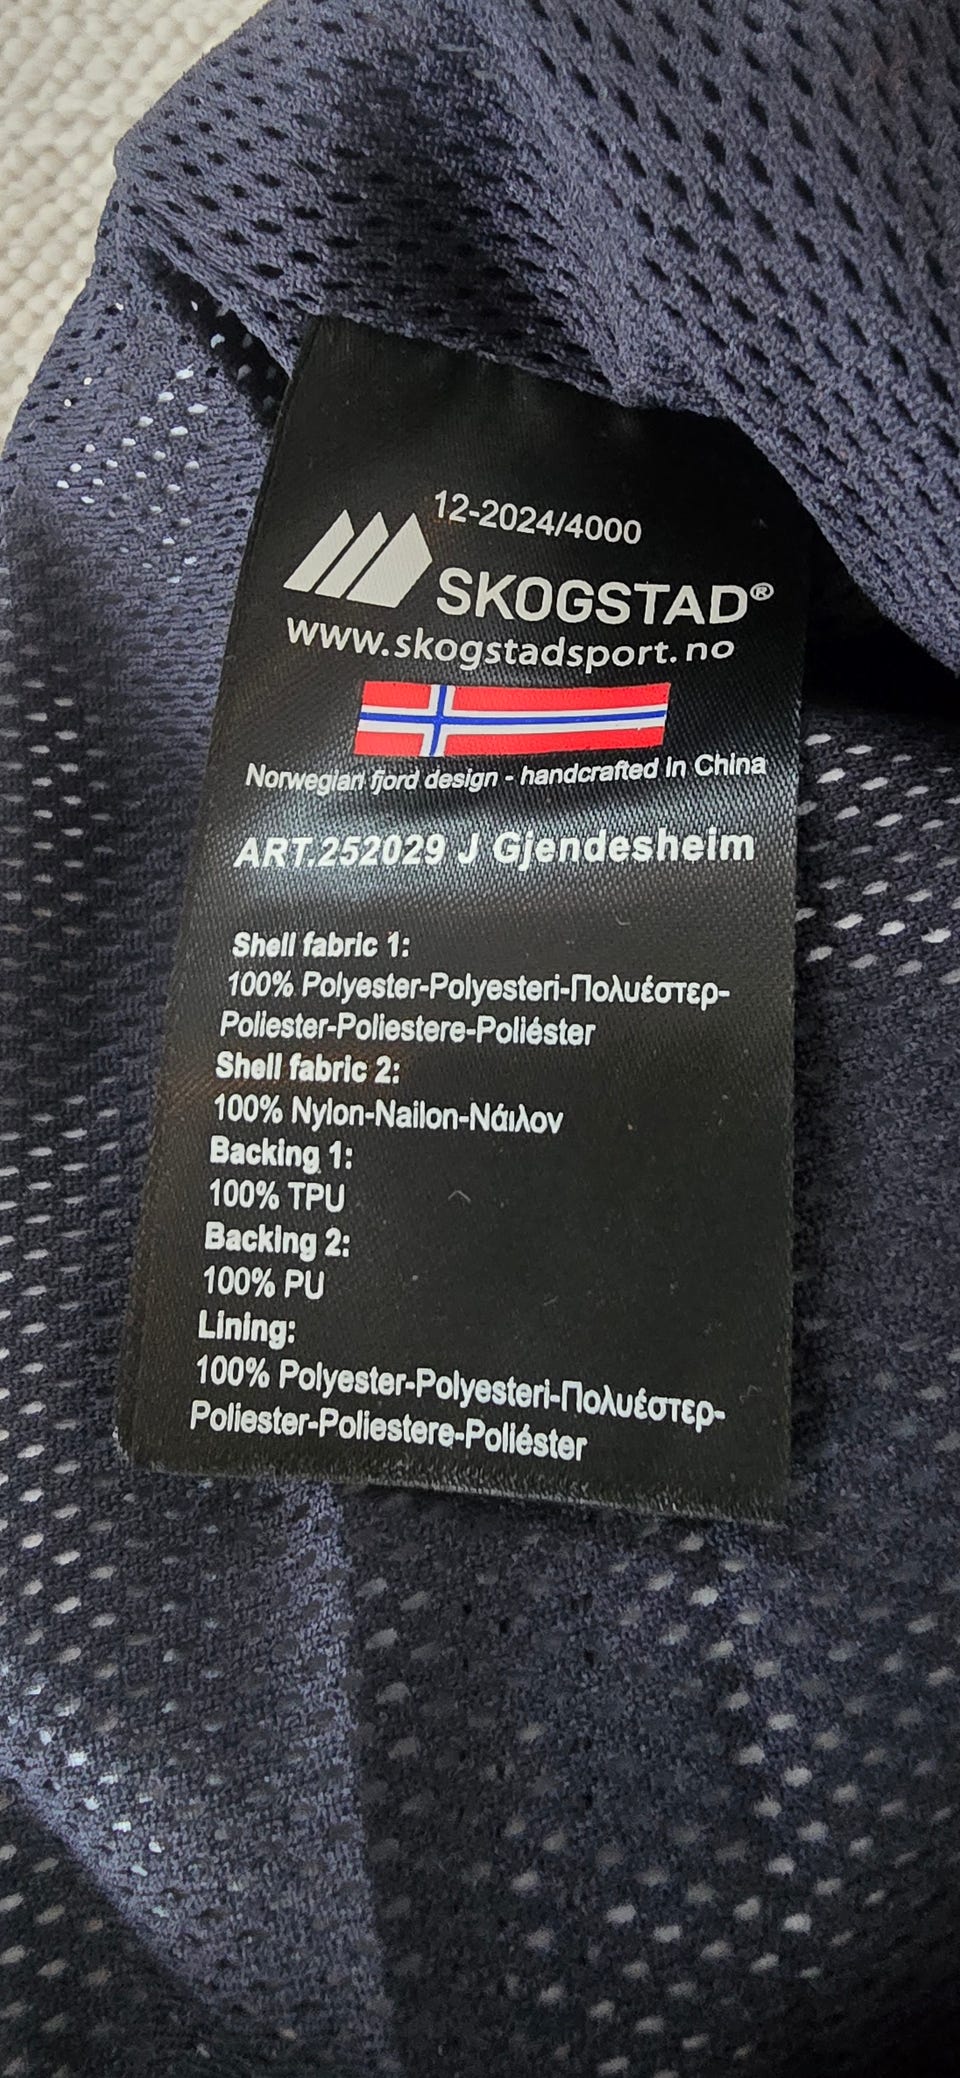 12-2024/4000
SKOGSTAD®
www.skogstadsport.no
Norwegian fjord design - handcrafted in China
ART.252029 J Gjendesheim
Shell fabric 1:
100% Polyester-Polyesteri-Πολυέστερ-
Poliester-Poliestere-Poliéster
Shell fabric 2:
100% Nylon-Nailon-Νάιλον
Backing 1:
100% TPU
Backing 2:
100% PU
Lining:
100% Polyester-Polyesteri-Πολυέστερ-
Poliester-Poliestere-Poliéster